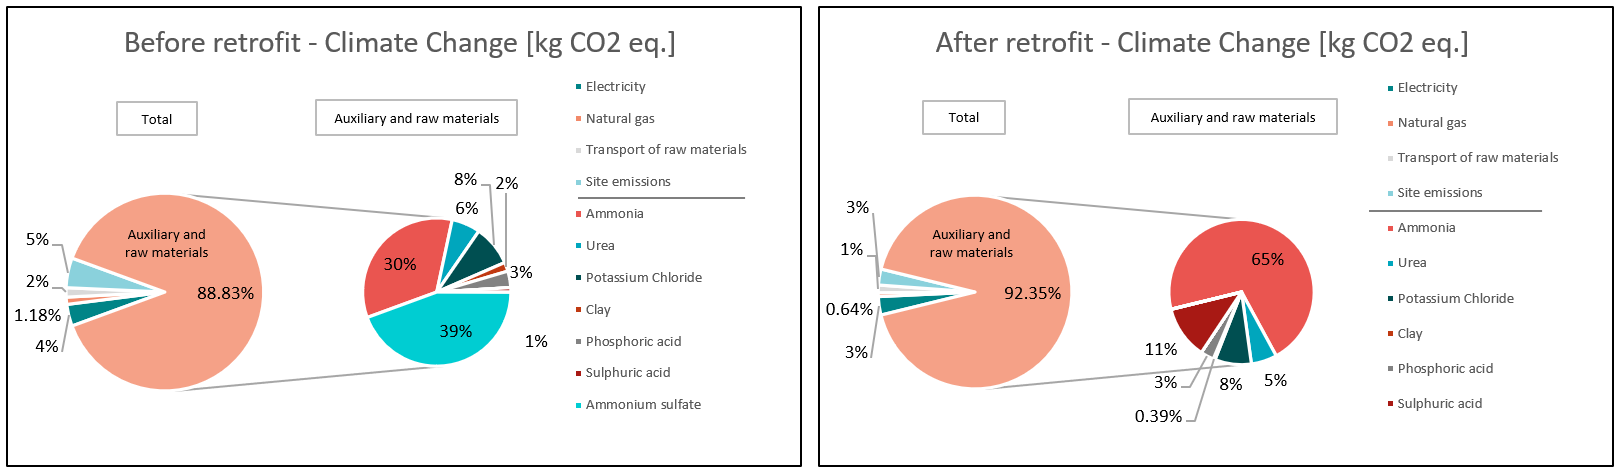 Before retrofit - Climate Change [kg CO2 eq.]
Total
Auxiliary and raw materials
Electricity
Natural gas
Transport of raw materials
Site emissions
Ammonia
Urea
Potassium Chloride
Clay
Phosphoric acid
Sulphuric acid
Ammonium sulfate
5%
2%
1.18%
4%
Auxiliary and
raw materials
88.83%
8%
2%
6%
30%
3%
39%
1%
After retrofit - Climate Change [kg CO2 eq.]
Total
Auxiliary and raw materials
Electricity
Natural gas
Transport of raw materials
Site emissions
Ammonia
Urea
Potassium Chloride
Clay
Phosphoric acid
Sulphuric acid
3%
1%
0.64%
3%
Auxiliary and
raw materials
92.35%
65%
11%
3%
0.39%
8%
5%